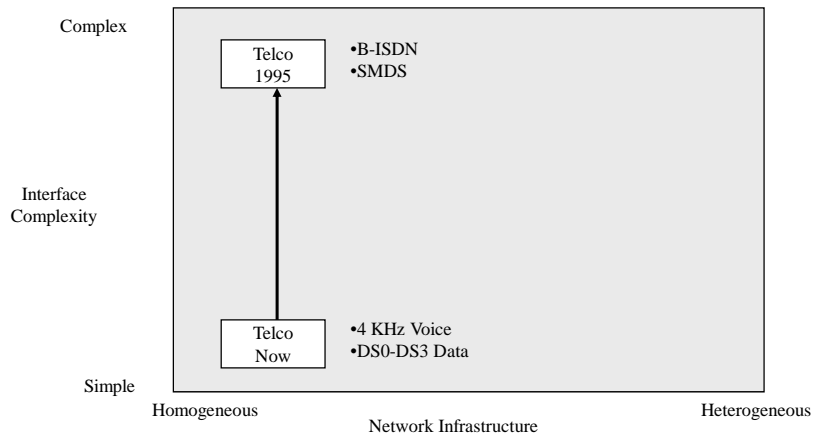 Complex
Telco
1995
•B-ISDN
•SMDS
Interface
Complexity
Telco
Now
•4 KHz Voice
•DS0-DS3 Data
Simple
Homogeneous
Heterogeneous
Network Infrastructure